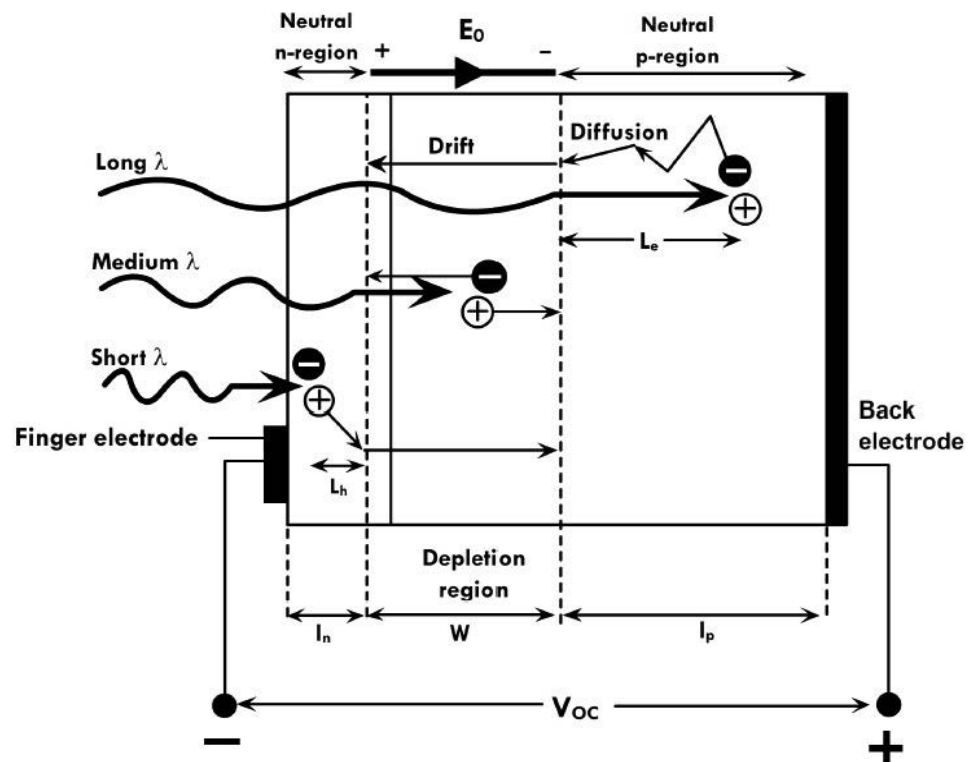 Neutral
n-region
+
E₀
−
Neutral
p-region
Long λ
Drift
Diffusion
−
+
Lₑ
Medium λ
−
+
Short λ
−
+
Finger electrode
Lₕ
Back
electrode
Depletion
region
lₙ
W
lₚ
V_OC
−
+